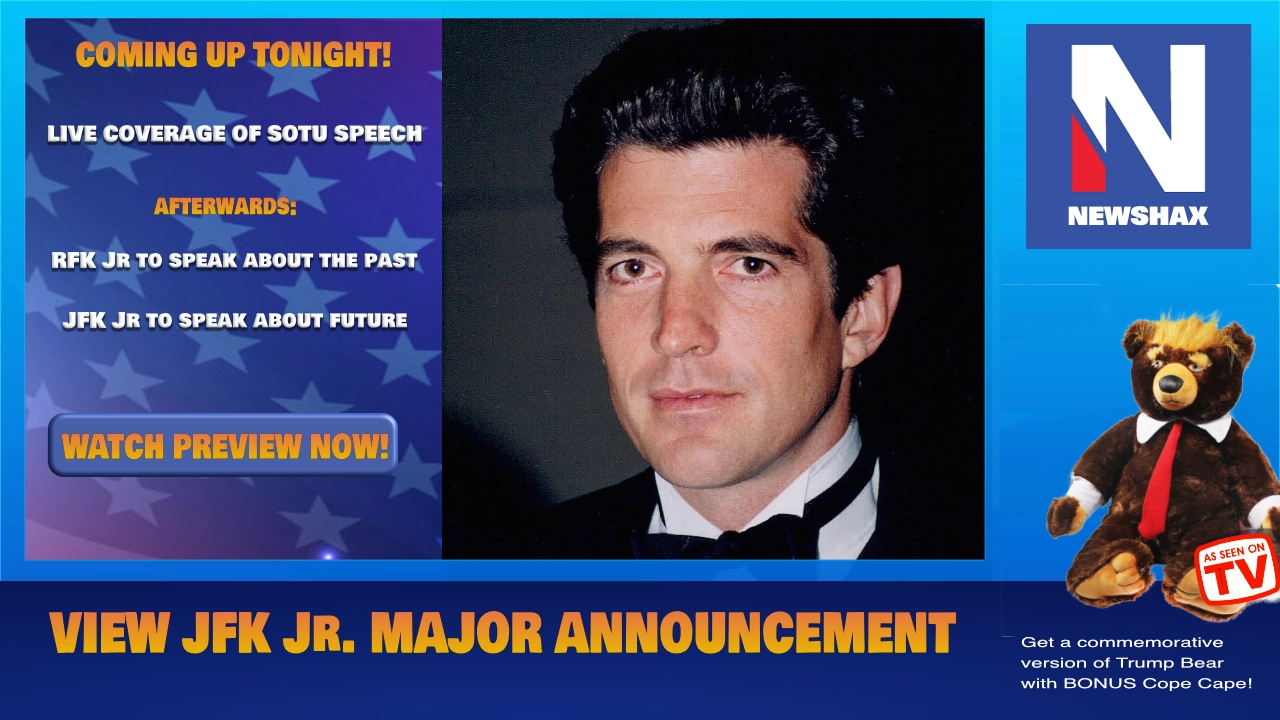 COMING UP TONIGHT!
LIVE COVERAGE OF SOTU SPEECH
AFTERWARDS:
RFK JR TO SPEAK ABOUT THE PAST
JFK JR TO SPEAK ABOUT FUTURE
WATCH PREVIEW NOW!
VIEW JFK JR. MAJOR ANNOUNCEMENT
N
NEWSHAX
AS SEEN ON
TV
Get a commemorative
version of Trump Bear
with BONUS Cope Cape!